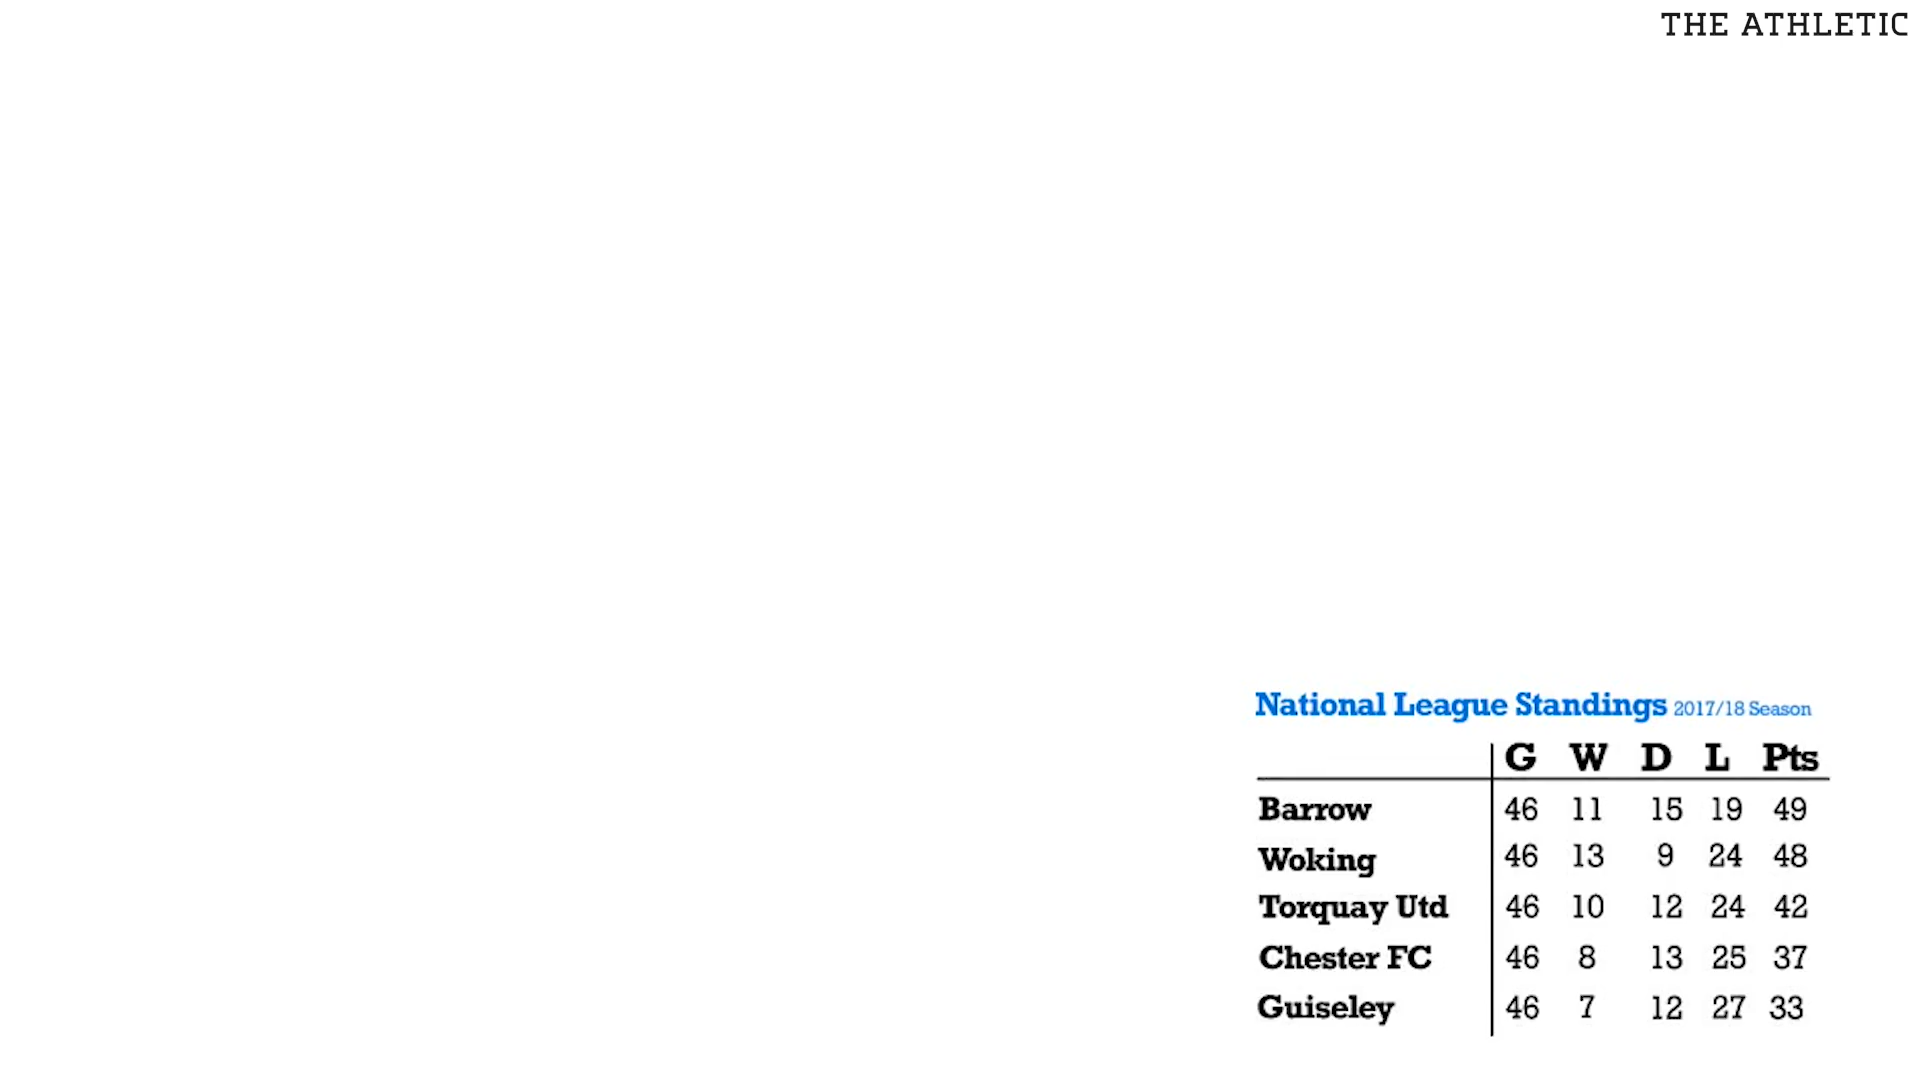 THE ATHLETIC
National League Standings 2017/18 Season
G W D L Pts
Barrow 46 11 15 19 49
Woking 46 13 9 24 48
Torquay Utd 46 10 12 24 42
Chester FC 46 8 13 25 37
Guiseley 46 7 12 27 33